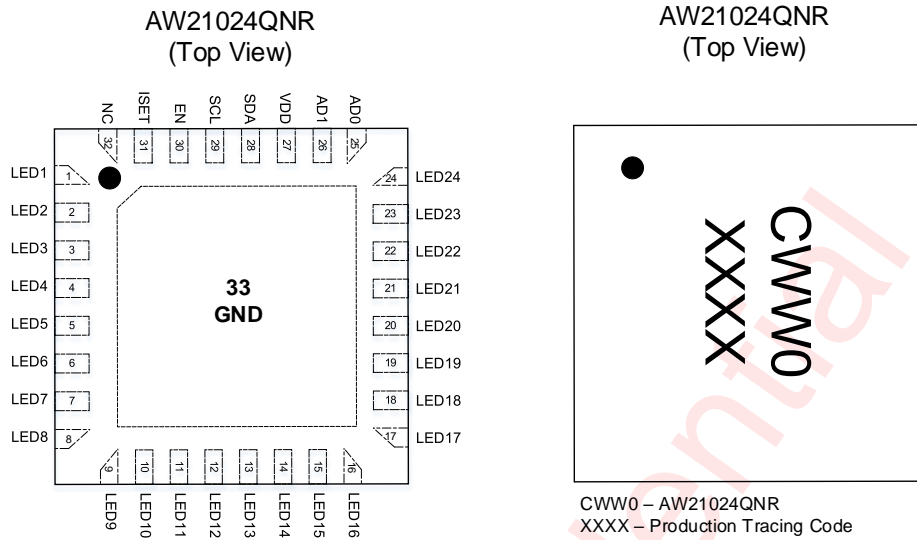 AW21024QNR
(Top View)
NC ISET EN SCL SDA VDD AD1 AD0
32 31 30 29 28 27 26 25
LED1 1
LED2 2
LED3 3
LED4 4
LED5 5
LED6 6
LED7 7
LED8 8
33
GND
24 LED24
23 LED23
22 LED22
21 LED21
20 LED20
19 LED19
18 LED18
17 LED17
9 10 11 12 13 14 15 16
LED9 LED10 LED11 LED12 LED13 LED14 LED15 LED16
AW21024QNR
(Top View)
CWW0
XXXX
CWW0 – AW21024QNR
XXXX – Production Tracing Code
ential